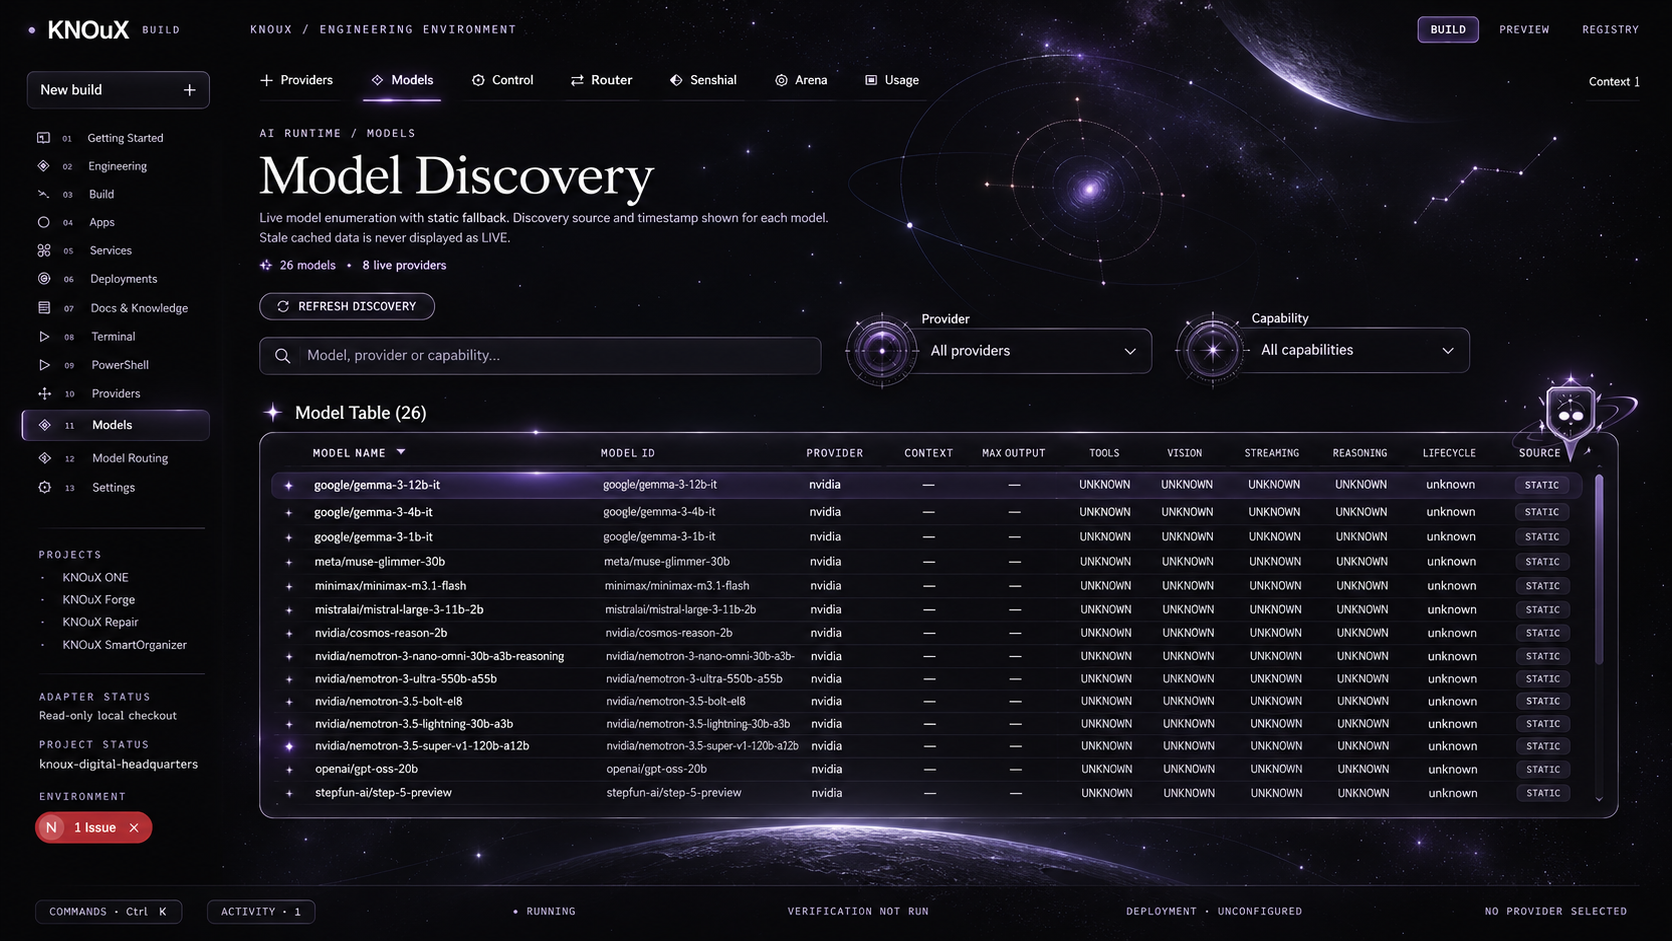 KNOuX BUILD
KNOUX / ENGINEERING ENVIRONMENT
BUILD PREVIEW REGISTRY
New build
01 Getting Started
02 Engineering
03 Build
04 Apps
05 Services
06 Deployments
07 Docs & Knowledge
08 Terminal
09 PowerShell
10 Providers
11 Models
12 Model Routing
13 Settings
PROJECTS
KNOuX ONE
KNOuX Forge
KNOuX Repair
KNOuX SmartOrganizer
ADAPTER STATUS
Read-only local checkout
PROJECT STATUS
knoux-digital-headquarters
ENVIRONMENT
N 1 Issue
Providers Models Control Router Senshial Arena Usage
Context 1
AI RUNTIME / MODELS
Model Discovery
Live model enumeration with static fallback. Discovery source and timestamp shown for each model.
Stale cached data is never displayed as LIVE.
26 models • 8 live providers
REFRESH DISCOVERY
Model, provider or capability...
Provider
All providers
Capability
All capabilities
Model Table (26)
MODEL NAME MODEL ID PROVIDER CONTEXT MAX OUTPUT TOOLS VISION STREAMING REASONING LIFECYCLE SOURCE
google/gemma-3-12b-it google/gemma-3-12b-it nvidia — — UNKNOWN UNKNOWN UNKNOWN UNKNOWN unknown STATIC
google/gemma-3-4b-it google/gemma-3-4b-it nvidia — — UNKNOWN UNKNOWN UNKNOWN UNKNOWN unknown STATIC
google/gemma-3-1b-it google/gemma-3-1b-it nvidia — — UNKNOWN UNKNOWN UNKNOWN UNKNOWN unknown STATIC
meta/muse-glimmer-30b meta/muse-glimmer-30b nvidia — — UNKNOWN UNKNOWN UNKNOWN UNKNOWN unknown STATIC
minimax/minimax-m3.1-flash minimax/minimax-m3.1-flash nvidia — — UNKNOWN UNKNOWN UNKNOWN UNKNOWN unknown STATIC
mistralai/mistral-large-3-11b-2b mistralai/mistral-large-3-11b-2b nvidia — — UNKNOWN UNKNOWN UNKNOWN UNKNOWN unknown STATIC
nvidia/cosmos-reason-2b nvidia/cosmos-reason-2b nvidia — — UNKNOWN UNKNOWN UNKNOWN UNKNOWN unknown STATIC
nvidia/nemotron-3-nano-omni-30b-a3b-reasoning nvidia/nemotron-3-nano-omni-30b-a3b- nvidia — — UNKNOWN UNKNOWN UNKNOWN UNKNOWN unknown STATIC
nvidia/nemotron-3-ultra-550b-a55b nvidia/nemotron-3-ultra-550b-a55b nvidia — — UNKNOWN UNKNOWN UNKNOWN UNKNOWN unknown STATIC
nvidia/nemotron-3.5-bolt-el8 nvidia/nemotron-3.5-bolt-el8 nvidia — — UNKNOWN UNKNOWN UNKNOWN UNKNOWN unknown STATIC
nvidia/nemotron-3.5-lightning-30b-a3b nvidia/nemotron-3.5-lightning-30b-a3b nvidia — — UNKNOWN UNKNOWN UNKNOWN UNKNOWN unknown STATIC
nvidia/nemotron-3.5-super-v1-120b-a12b nvidia/nemotron-3.5-super-v1-120b-a12b nvidia — — UNKNOWN UNKNOWN UNKNOWN UNKNOWN unknown STATIC
openai/gpt-oss-20b openai/gpt-oss-20b nvidia — — UNKNOWN UNKNOWN UNKNOWN UNKNOWN unknown STATIC
stepfun-ai/step-5-preview stepfun-ai/step-5-preview nvidia — — UNKNOWN UNKNOWN UNKNOWN UNKNOWN unknown STATIC
COMMANDS · Ctrl K ACTIVITY · 1 • RUNNING VERIFICATION NOT RUN DEPLOYMENT · UNCONFIGURED NO PROVIDER SELECTED